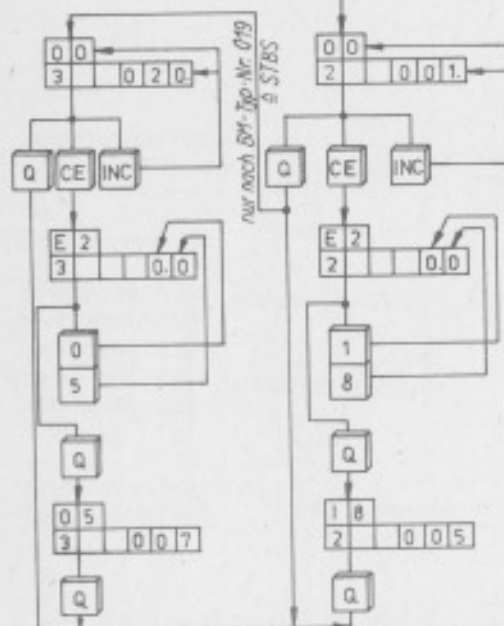 0 0
3 0 2 0.
Q CE INC
E 2
3 0. 0
0
5
Q
0 5
3 0 0 7
Q
nur nach BM-Typ-Nr. 019
≙ STBS
0 0
2 0 0 1.
Q CE INC
E 2
2 0. 0
1
8
Q
1 8
2 0 0 5
Q